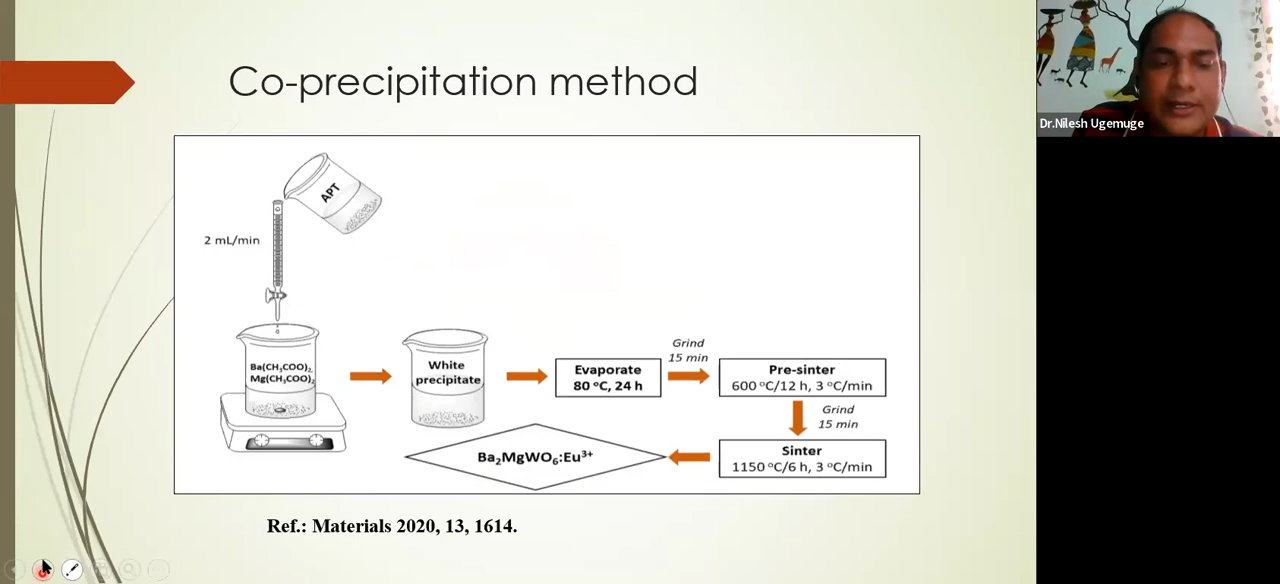 Co-precipitation method
Dr.Nilesh Ugemuge
APT
2 mL/min
Ba(CH₃COO)₂
Mg(CH₃COO)₂
White
precipitate
Evaporate
80 °C, 24 h
Grind
15 min
Pre-sinter
600 °C/12 h, 3 °C/min
Grind
15 min
Sinter
1150 °C/6 h, 3 °C/min
Ba₂MgWO₆:Eu³⁺
Ref.: Materials 2020, 13, 1614.